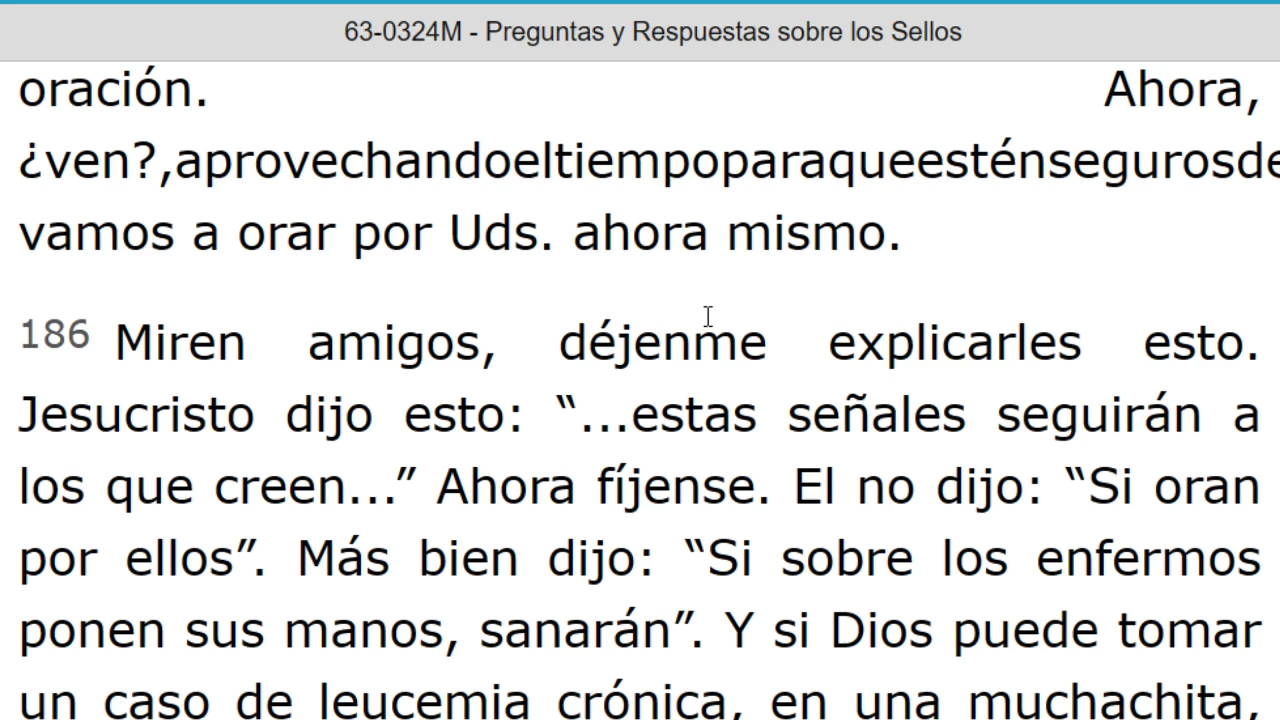 63-0324M - Preguntas y Respuestas sobre los Sellos
oración. Ahora,
¿ven?,aprovechandoeltiempoparaqueesténsegurosde
vamos a orar por Uds. ahora mismo.
186 Miren amigos, déjenme explicarles esto.
Jesucristo dijo esto: “...estas señales seguirán a
los que creen...” Ahora fíjense. El no dijo: “Si oran
por ellos”. Más bien dijo: “Si sobre los enfermos
ponen sus manos, sanarán”. Y si Dios puede tomar
un caso de leucemia crónica, en una muchachita,